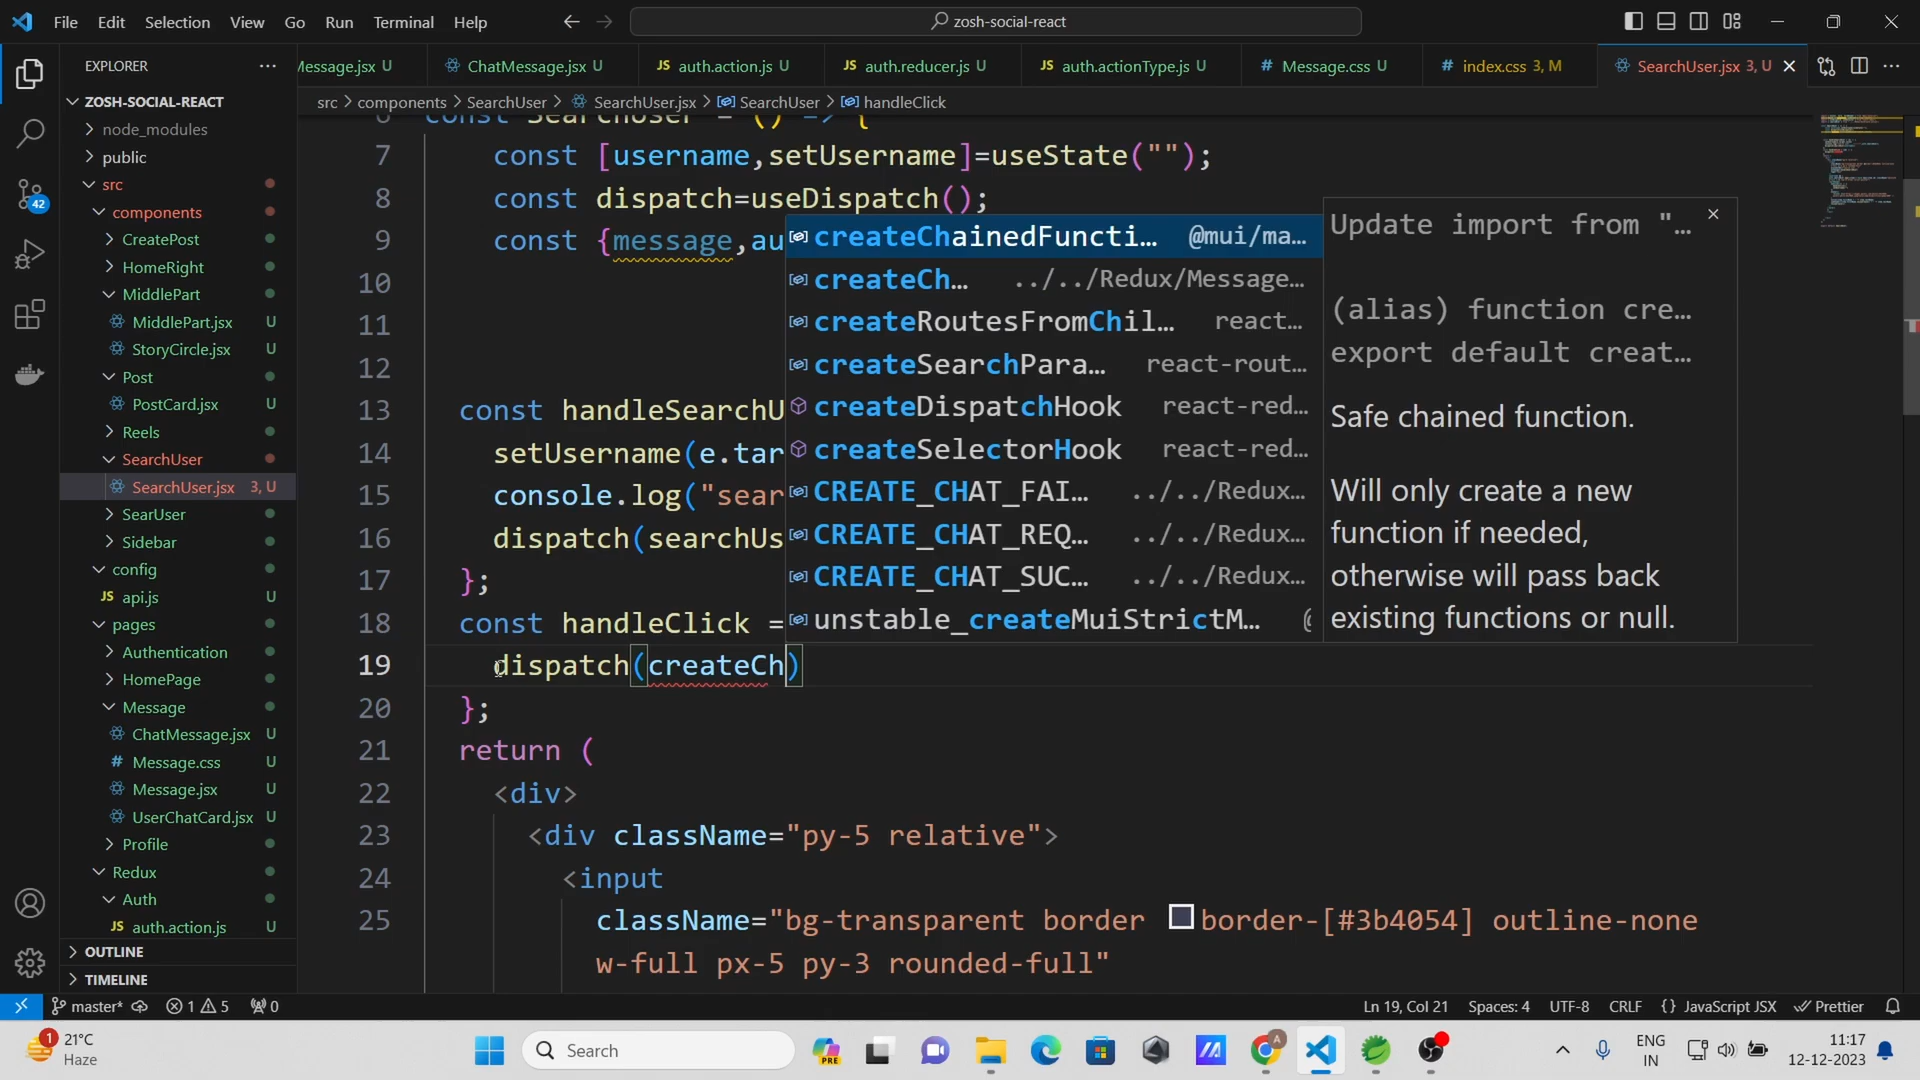 File Edit Selection View Go Run Terminal Help
zosh-social-react
EXPLORER
Message.jsx U
ChatMessage.jsx U
JS auth.action.js U
JS auth.reducer.js U
JS auth.actionType.js U
# Message.css U
# index.css 3, M
SearchUser.jsx 3, U
src > components > SearchUser > SearchUser.jsx > SearchUser > handleClick
ZOSH-SOCIAL-REACT
node_modules
public
src
components
CreatePost
HomeRight
MiddlePart
MiddlePart.jsx U
StoryCircle.jsx U
Post
PostCard.jsx U
Reels
SearchUser
SearchUser.jsx 3, U
SearUser
Sidebar
config
JS api.js U
pages
Authentication
HomePage
Message
ChatMessage.jsx U
# Message.css U
Message.jsx U
UserChatCard.jsx U
Profile
Redux
Auth
JS auth.action.js U
OUTLINE
TIMELINE
42
6 const SearchUser = () => {
7 const [username,setUsername]=useState("");
8 const dispatch=useDispatch();
9 const {message,au
10
11
12
13 const handleSearchU
14 setUsername(e.tar
15 console.log("sear
16 dispatch(searchUs
17 };
18 const handleClick =
19 dispatch(createCh)
20 };
21 return (
22 <div>
23 <div className="py-5 relative">
24 <input
25 className="bg-transparent border border-[#3b4054] outline-none
w-full px-5 py-3 rounded-full"
createChainedFuncti… @mui/ma…
createCh… ../../Redux/Message…
createRoutesFromChil… react…
createSearchPara… react-rout…
createDispatchHook react-red…
createSelectorHook react-red…
CREATE_CHAT_FAI… ../../Redux…
CREATE_CHAT_REQ… ../../Redux…
CREATE_CHAT_SUC… ../../Redux…
unstable_createMuiStrictM… @
Update import from "…
(alias) function cre…
export default creat…
Safe chained function.
Will only create a new
function if needed,
otherwise will pass back
existing functions or null.
master* 1 5 0
Ln 19, Col 21 Spaces: 4 UTF-8 CRLF {} JavaScript JSX Prettier
1 21°C
Haze
Search
PRE
A
ENG
IN
11:17
12-12-2023